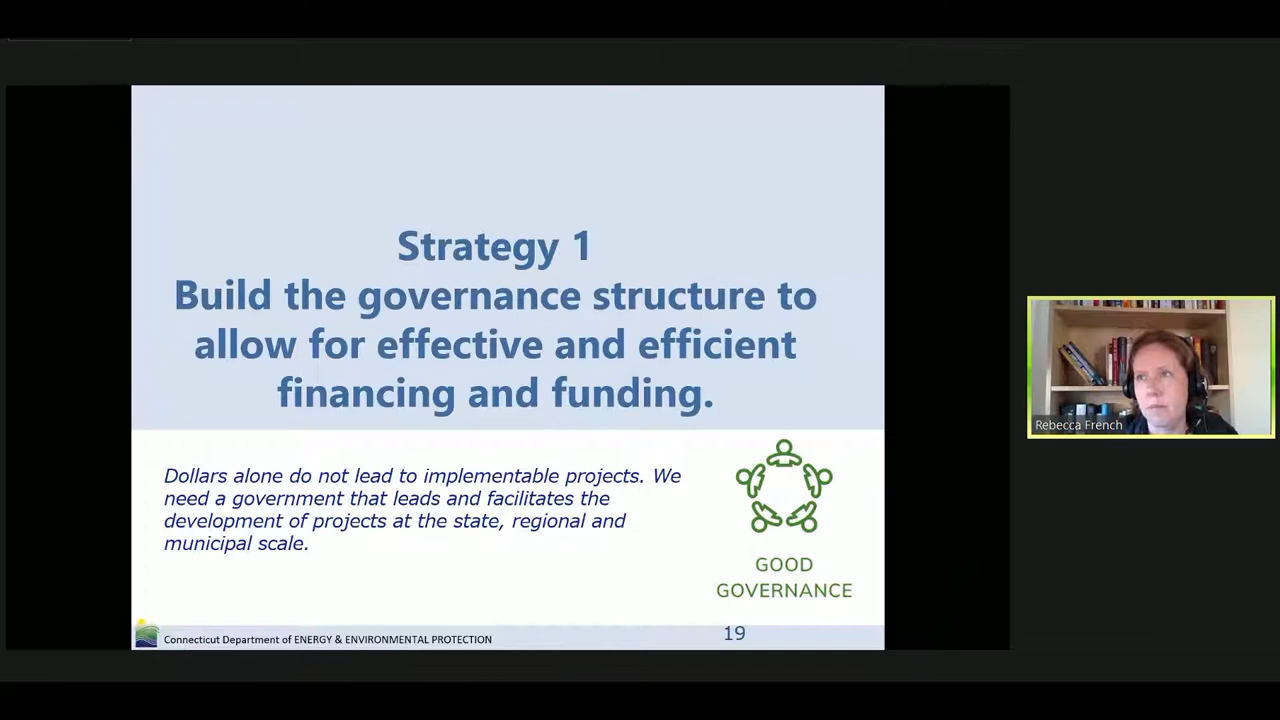 Strategy 1
Build the governance structure to
allow for effective and efficient
financing and funding.
Dollars alone do not lead to implementable projects. We
need a government that leads and facilitates the
development of projects at the state, regional and
municipal scale.
GOOD
GOVERNANCE
Connecticut Department of ENERGY & ENVIRONMENTAL PROTECTION
19
Rebecca French